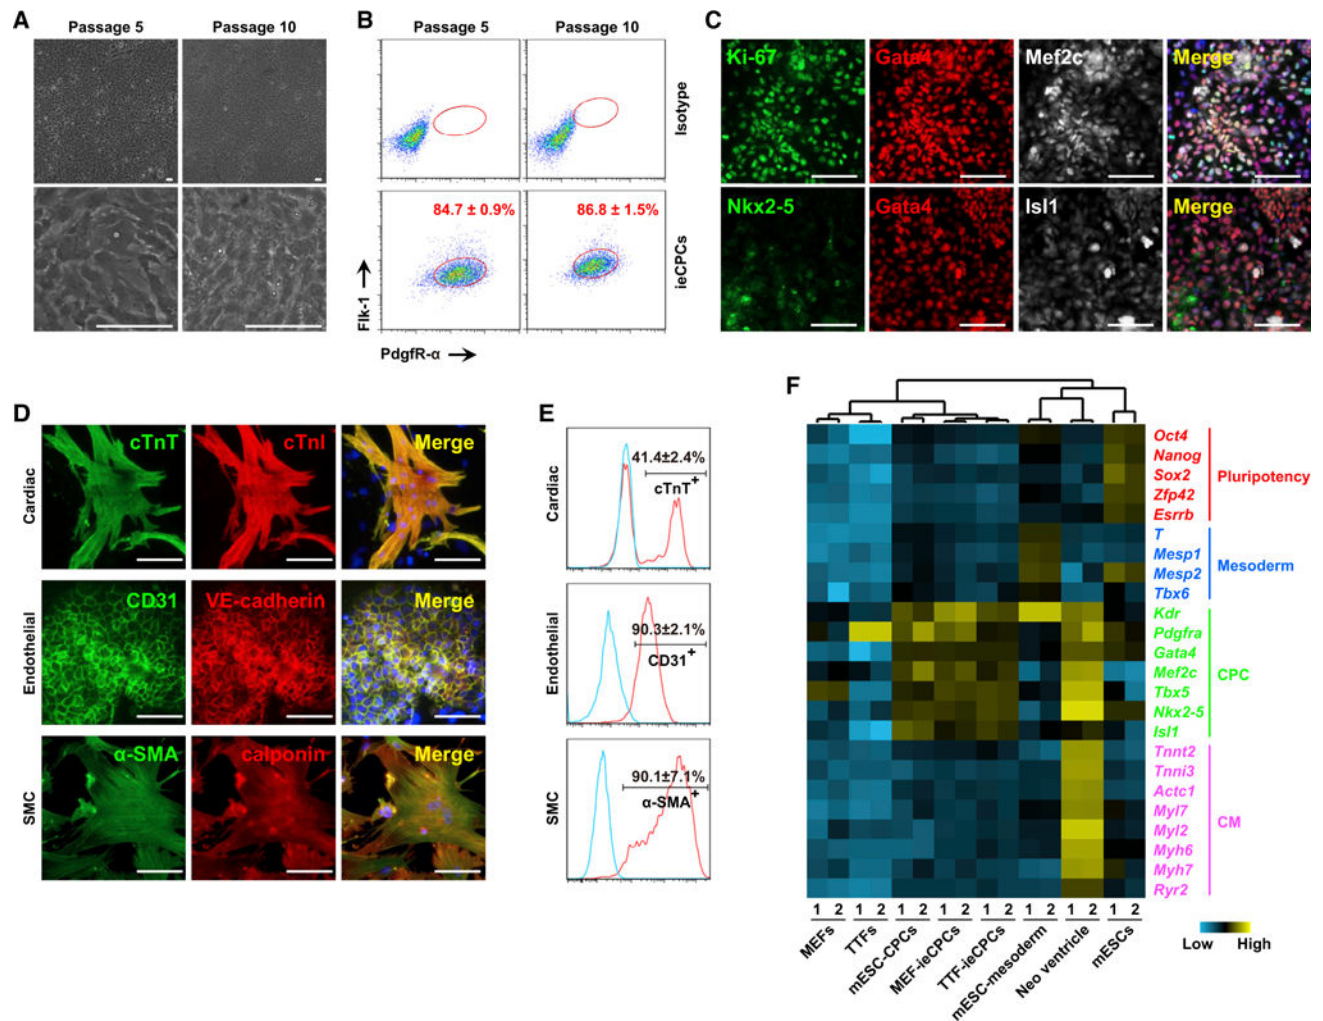 A
Passage 5 Passage 10
B
Passage 5 Passage 10
Isotype
84.7 ± 0.9% 86.8 ± 1.5%
ieCPCs
Flk-1
PdgfR-α
C
Ki-67 Gata4 Mef2c Merge
Nkx2-5 Gata4 Isl1 Merge
D
Cardiac
cTnT cTnI Merge
Endothelial
CD31 VE-cadherin Merge
SMC
α-SMA calponin Merge
E
Cardiac
41.4±2.4%
cTnT+
Endothelial
90.3±2.1%
CD31+
SMC
90.1±7.1%
α-SMA+
F
Oct4
Nanog
Sox2
Zfp42
Esrrb
Pluripotency
T
Mesp1
Mesp2
Tbx6
Mesoderm
Kdr
Pdgfra
Gata4
Mef2c
Tbx5
Nkx2-5
Isl1
CPC
Tnnt2
Tnni3
Actc1
Myl7
Myl2
Myh6
Myh7
Ryr2
CM
1 2 1 2 1 2 1 2 1 2 1 2 1 2 1 2
MEFs
TTFs
mESC-CPCs
MEF-ieCPCs
TTF-ieCPCs
mESC-mesoderm
Neo ventricle
mESCs
Low High